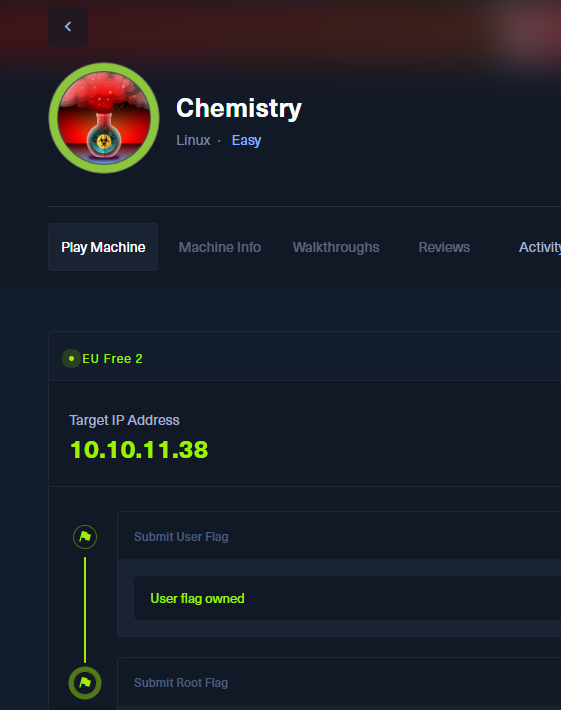 Chemistry
Linux · Easy
Play Machine Machine Info Walkthroughs Reviews Activity
EU Free 2
Target IP Address
10.10.11.38
Submit User Flag
User flag owned
Submit Root Flag